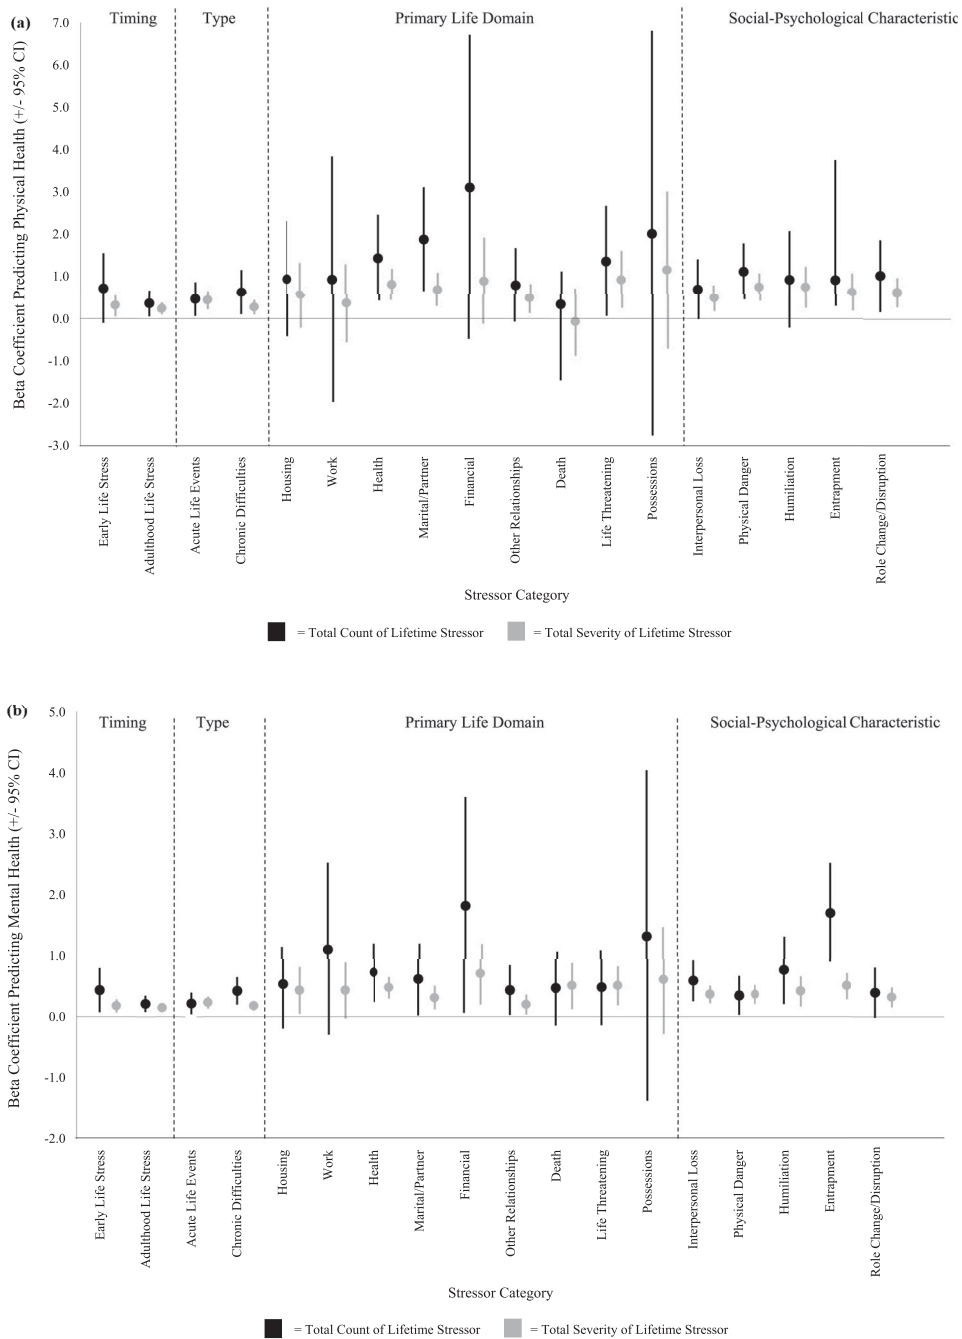 (a)
Timing
Type
Primary Life Domain
Social-Psychological Characteristic
Beta Coefficient Predicting Physical Health (+/- 95% CI)
7.0
6.0
5.0
4.0
3.0
2.0
1.0
0.0
-1.0
-2.0
-3.0
Early Life Stress
Adulthood Life Stress
Acute Life Events
Chronic Difficulties
Housing
Work
Health
Marital/Partner
Financial
Other Relationships
Death
Life Threatening
Possessions
Interpersonal Loss
Physical Danger
Humiliation
Entrapment
Role Change/Disruption
Stressor Category
= Total Count of Lifetime Stressor
= Total Severity of Lifetime Stressor
(b)
Timing
Type
Primary Life Domain
Social-Psychological Characteristic
Beta Coefficient Predicting Mental Health (+/- 95% CI)
5.0
4.0
3.0
2.0
1.0
0.0
-1.0
-2.0
Early Life Stress
Adulthood Life Stress
Acute Life Events
Chronic Difficulties
Housing
Work
Health
Marital/Partner
Financial
Other Relationships
Death
Life Threatening
Possessions
Interpersonal Loss
Physical Danger
Humiliation
Entrapment
Role Change/Disruption
Stressor Category
= Total Count of Lifetime Stressor
= Total Severity of Lifetime Stressor